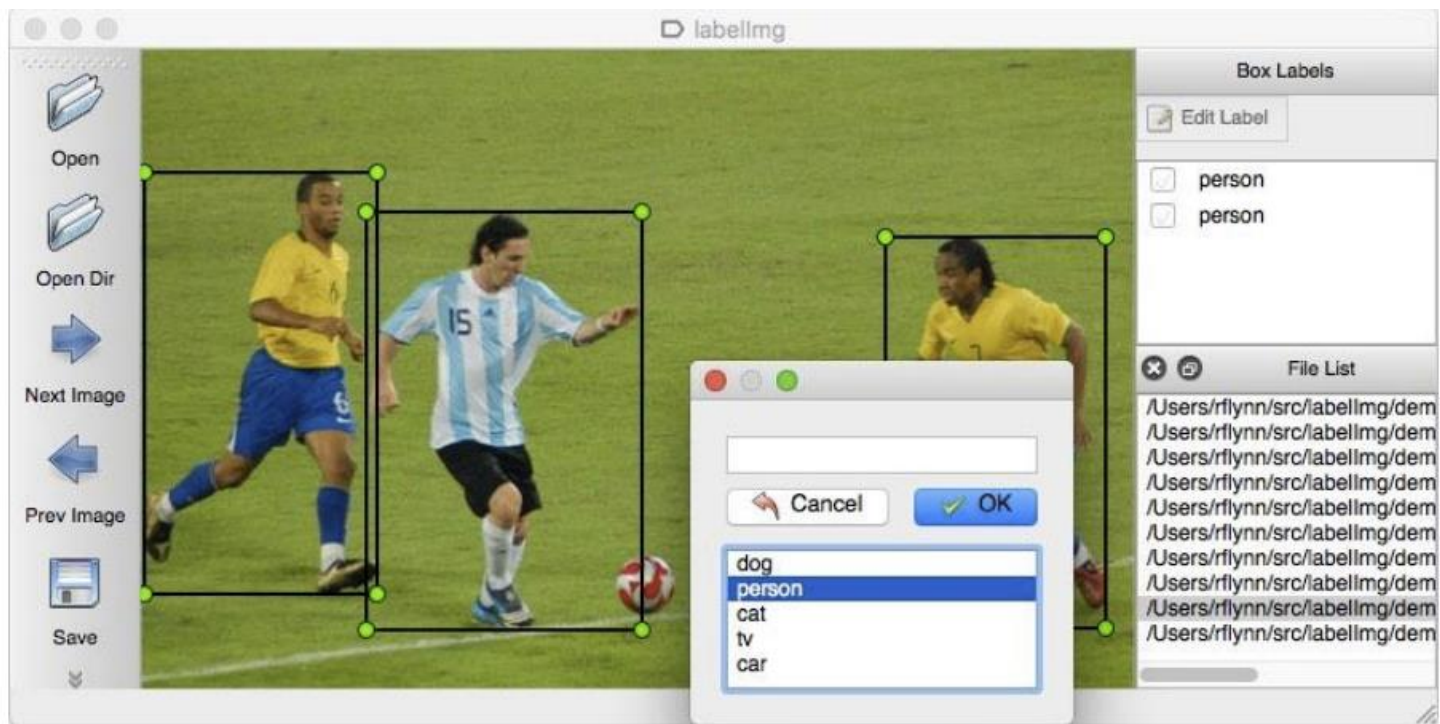 labelImg
Open
Open Dir
Next Image
Prev Image
Save
15
6
6
7
Cancel
OK
dog
person
cat
tv
car
Box Labels
Edit Label
person
person
File List
/Users/rflynn/src/labelImg/dem
/Users/rflynn/src/labelImg/dem
/Users/rflynn/src/labelImg/dem
/Users/rflynn/src/labelImg/dem
/Users/rflynn/src/labelImg/dem
/Users/rflynn/src/labelImg/dem
/Users/rflynn/src/labelImg/dem
/Users/rflynn/src/labelImg/dem
/Users/rflynn/src/labelImg/dem
/Users/rflynn/src/labelImg/dem